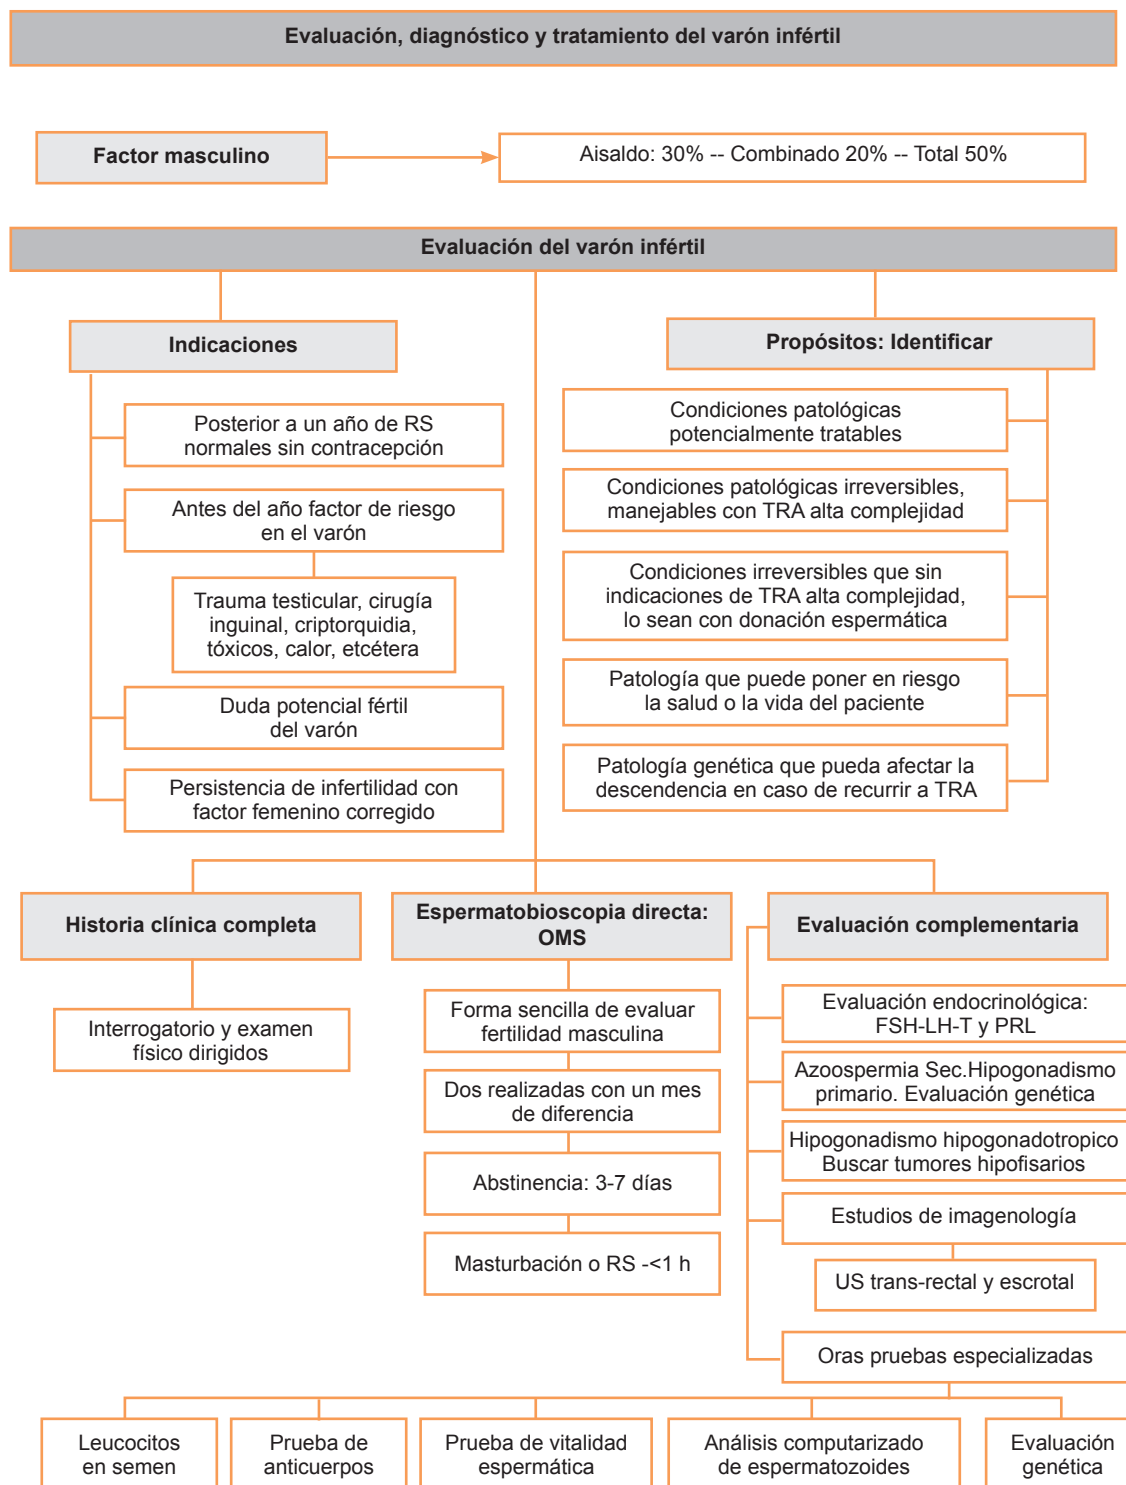 Evaluación, diagnóstico y tratamiento del varón infértil
Factor masculino
Aisaldo: 30% -- Combinado 20% -- Total 50%
Evaluación del varón infértil
Indicaciones
Posterior a un año de RS
normales sin contracepción
Antes del año factor de riesgo
en el varón
Trauma testicular, cirugía
inguinal, criptorquidia,
tóxicos, calor, etcétera
Duda potencial fértil
del varón
Persistencia de infertilidad con
factor femenino corregido
Propósitos: Identificar
Condiciones patológicas
potencialmente tratables
Condiciones patológicas irreversibles,
manejables con TRA alta complejidad
Condiciones irreversibles que sin
indicaciones de TRA alta complejidad,
lo sean con donación espermática
Patología que puede poner en riesgo
la salud o la vida del paciente
Patología genética que pueda afectar la
descendencia en caso de recurrir a TRA
Historia clínica completa
Interrogatorio y examen
físico dirigidos
Espermatobioscopia directa:
OMS
Forma sencilla de evaluar
fertilidad masculina
Dos realizadas con un mes
de diferencia
Abstinencia: 3-7 días
Masturbación o RS -<1 h
Evaluación complementaria
Evaluación endocrinológica:
FSH-LH-T y PRL
Azoospermia Sec.Hipogonadismo
primario. Evaluación genética
Hipogonadismo hipogonadotropico
Buscar tumores hipofisarios
Estudios de imagenología
US trans-rectal y escrotal
Oras pruebas especializadas
Leucocitos
en semen
Prueba de
anticuerpos
Prueba de vitalidad
espermática
Análisis computarizado
de espermatozoides
Evaluación
genética